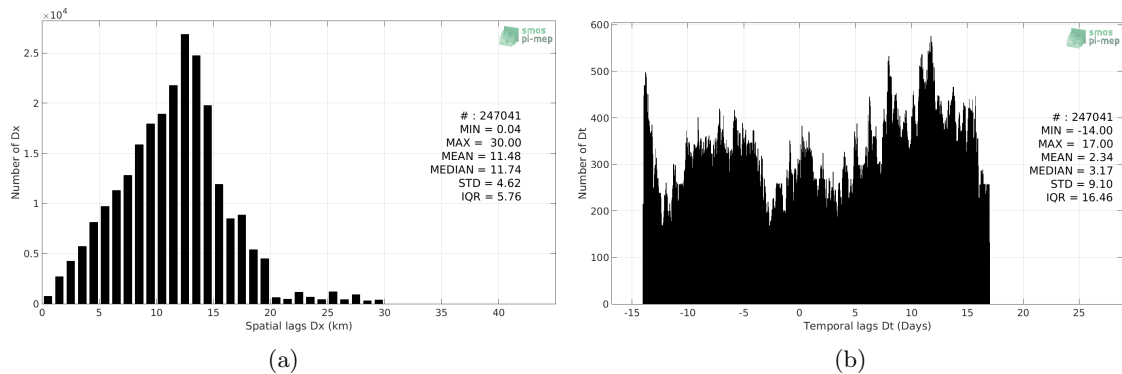 ×10⁴
smos
pi-mep
2.5
2
1.5
1
0.5
0
Number of Dx
# : 247041
MIN = 0.04
MAX = 30.00
MEAN = 11.48
MEDIAN = 11.74
STD = 4.62
IQR = 5.76
0 5 10 15 20 25 30 35 40
Spatial lags Dx (km)
(a)
600
500
400
300
200
100
0
Number of Dt
smos
pi-mep
# : 247041
MIN = -14.00
MAX = 17.00
MEAN = 2.34
MEDIAN = 3.17
STD = 9.10
IQR = 16.46
-15 -10 -5 0 5 10 15 20 25
Temporal lags Dt (Days)
(b)